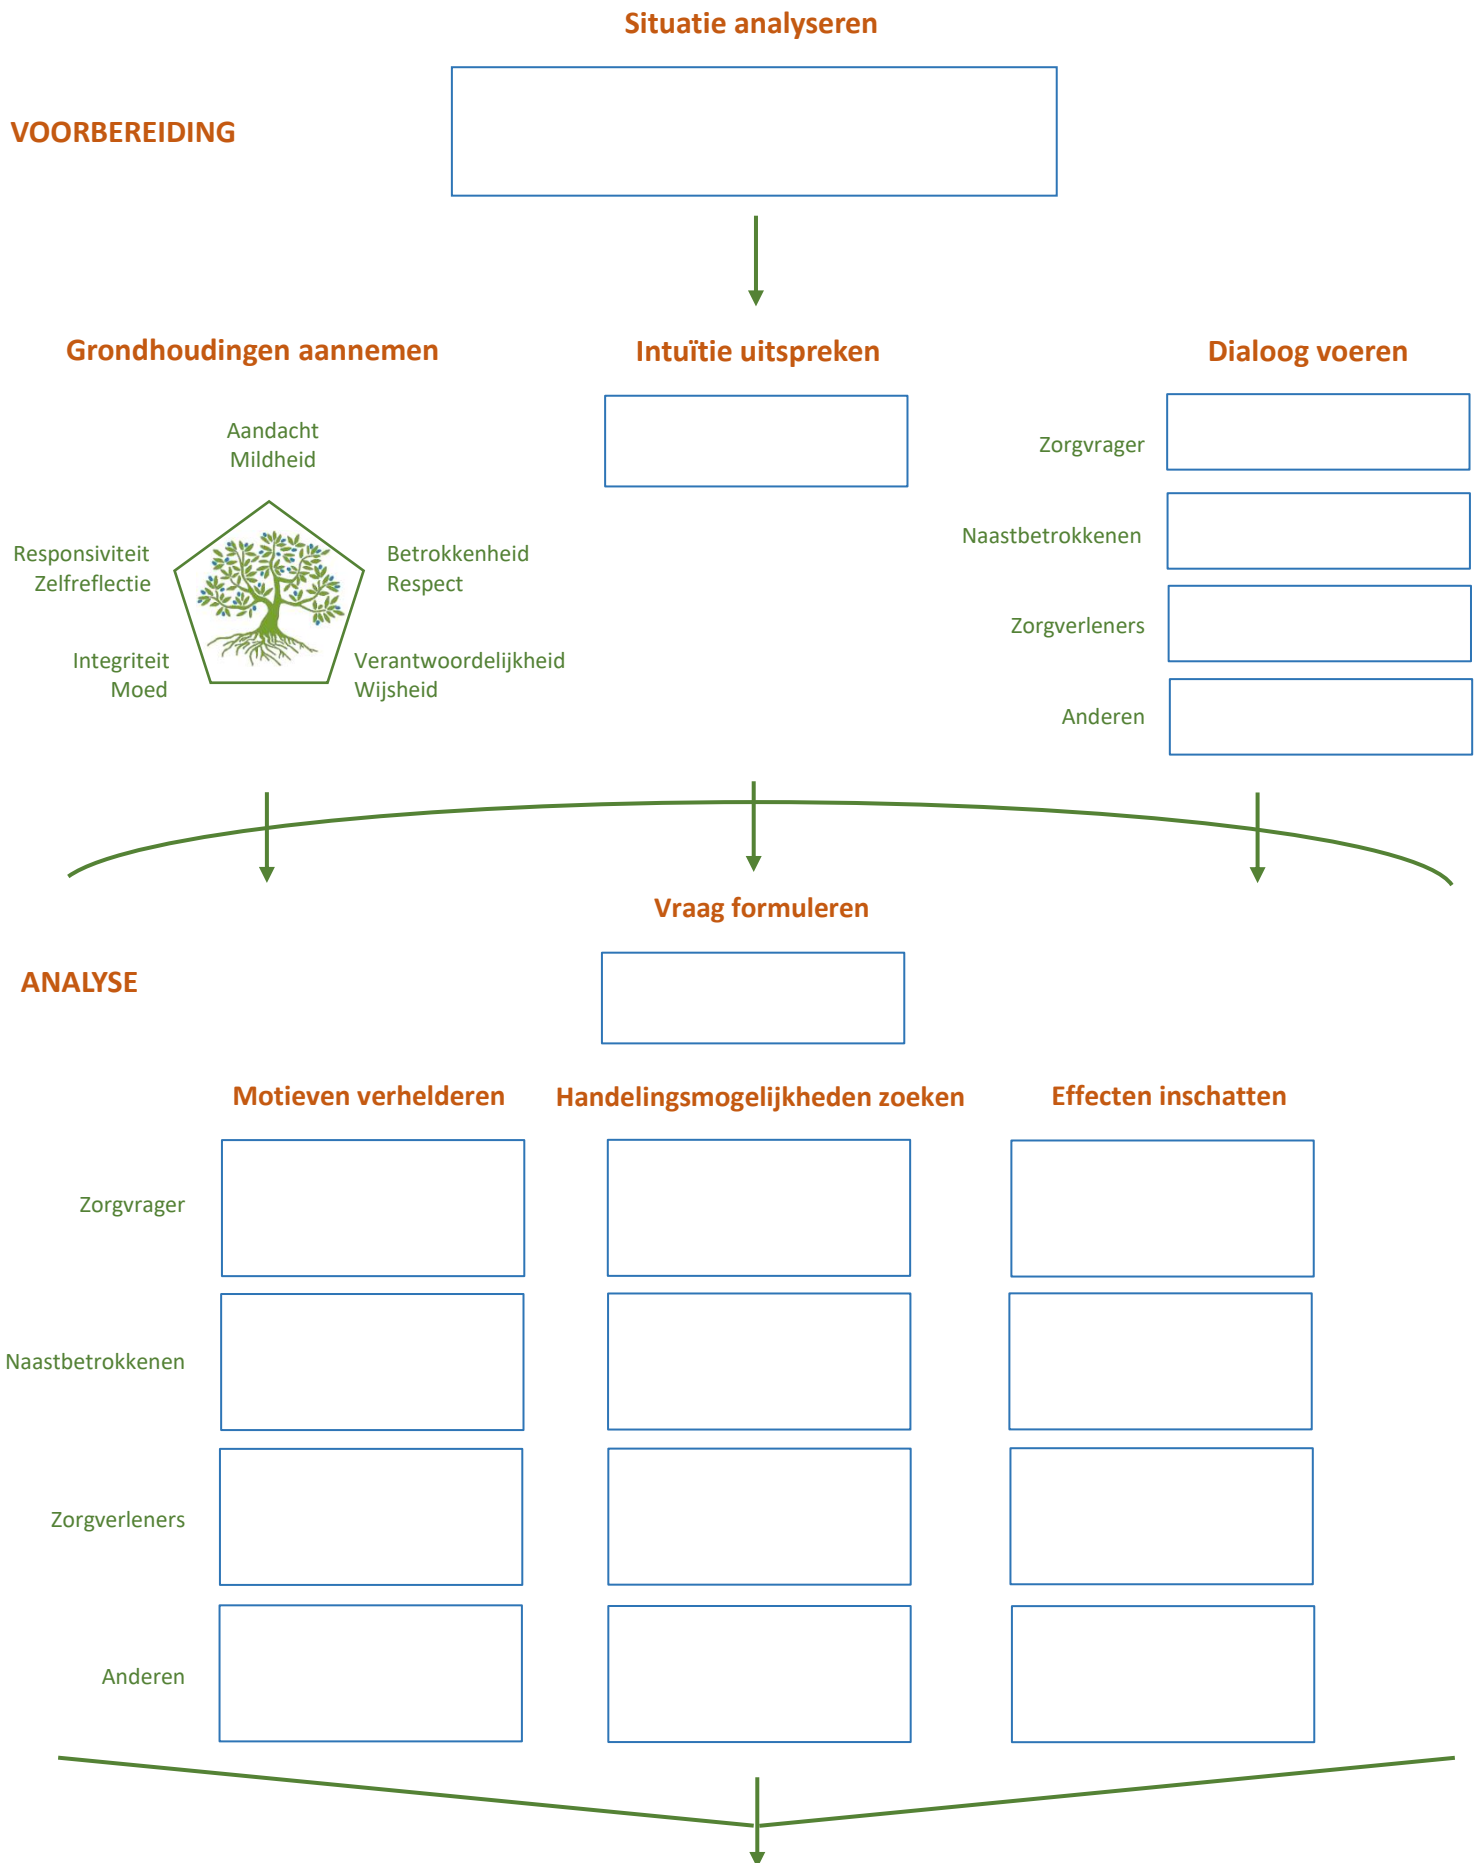 Situatie analyseren
VOORBEREIDING
Grondhoudingen aannemen
Intuïtie uitspreken
Dialoog voeren
Aandacht
Mildheid
Responsiviteit
Zelfreflectie
Betrokkenheid
Respect
Integriteit
Moed
Verantwoordelijkheid
Wijsheid
Zorgvrager
Naastbetrokkenen
Zorgverleners
Anderen
Vraag formuleren
ANALYSE
Motieven verhelderen
Handelingsmogelijkheden zoeken
Effecten inschatten
Zorgvrager
Naastbetrokkenen
Zorgverleners
Anderen